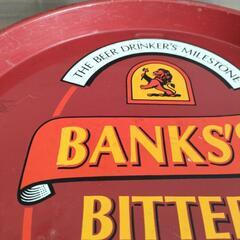 THE BEER DRINKER'S MILESTONE
BANKS'S
BITTER